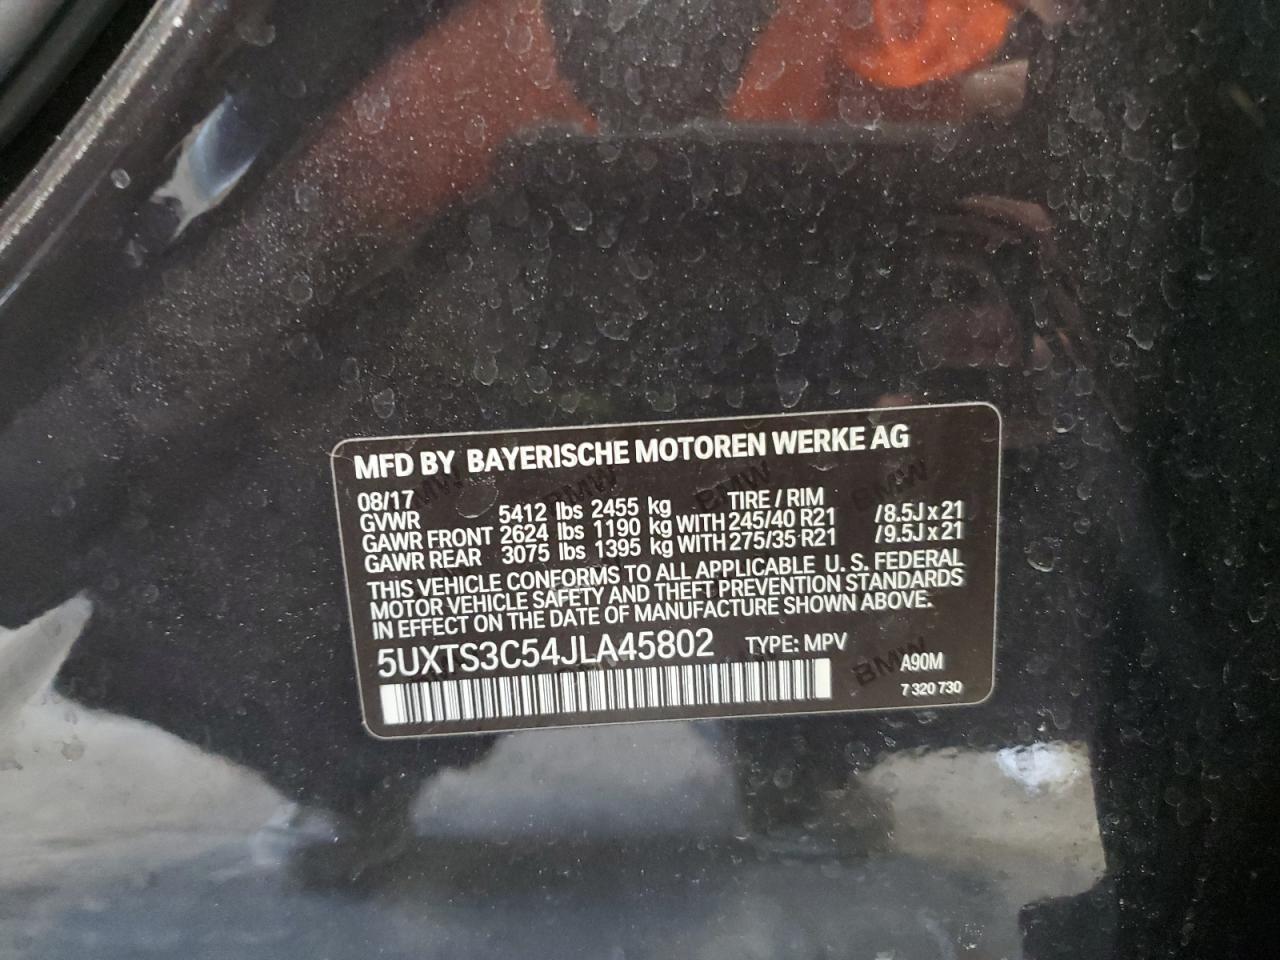 MFD BY BAYERISCHE MOTOREN WERKE AG
08/17 TIRE / RIM
GVWR 5412 lbs 2455 kg
GAWR FRONT 2624 lbs 1190 kg WITH 245/40 R21 /8.5J x 21
GAWR REAR 3075 lbs 1395 kg WITH 275/35 R21 /9.5J x 21
THIS VEHICLE CONFORMS TO ALL APPLICABLE U. S. FEDERAL
MOTOR VEHICLE SAFETY AND THEFT PREVENTION STANDARDS
IN EFFECT ON THE DATE OF MANUFACTURE SHOWN ABOVE.
5UXTS3C54JLA45802 TYPE: MPV
A90M
7 320 730